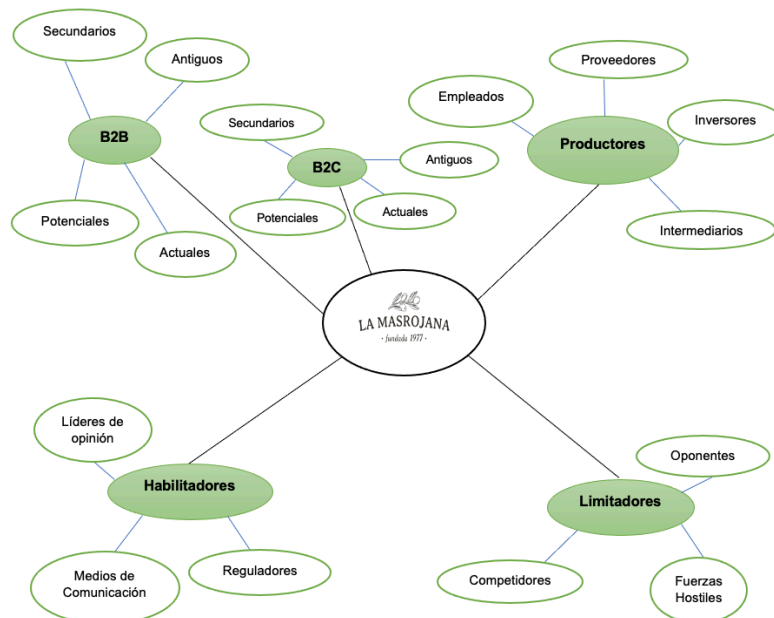 Secundarios
Antiguos
B2B
Potenciales
Actuales
Secundarios
B2C
Antiguos
Potenciales
Actuales
Proveedores
Empleados
Inversores
Productores
Intermediarios
LA MASROJANA
· fundada 1977 ·
Líderes de
opinión
Habilitadores
Medios de
Comunicación
Reguladores
Oponentes
Limitadores
Competidores
Fuerzas
Hostiles